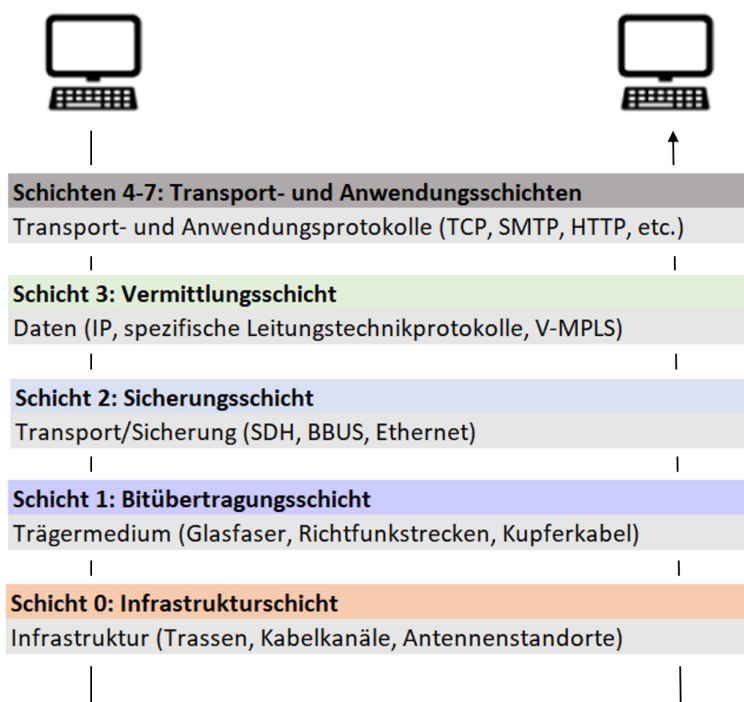 Schichten 4-7: Transport- und Anwendungsschichten
Transport- und Anwendungsprotokolle (TCP, SMTP, HTTP, etc.)
Schicht 3: Vermittlungsschicht
Daten (IP, spezifische Leitungstechnikprotokolle, V-MPLS)
Schicht 2: Sicherungsschicht
Transport/Sicherung (SDH, BBUS, Ethernet)
Schicht 1: Bitübertragungsschicht
Trägermedium (Glasfaser, Richtfunkstrecken, Kupferkabel)
Schicht 0: Infrastrukturschicht
Infrastruktur (Trassen, Kabelkanäle, Antennenstandorte)